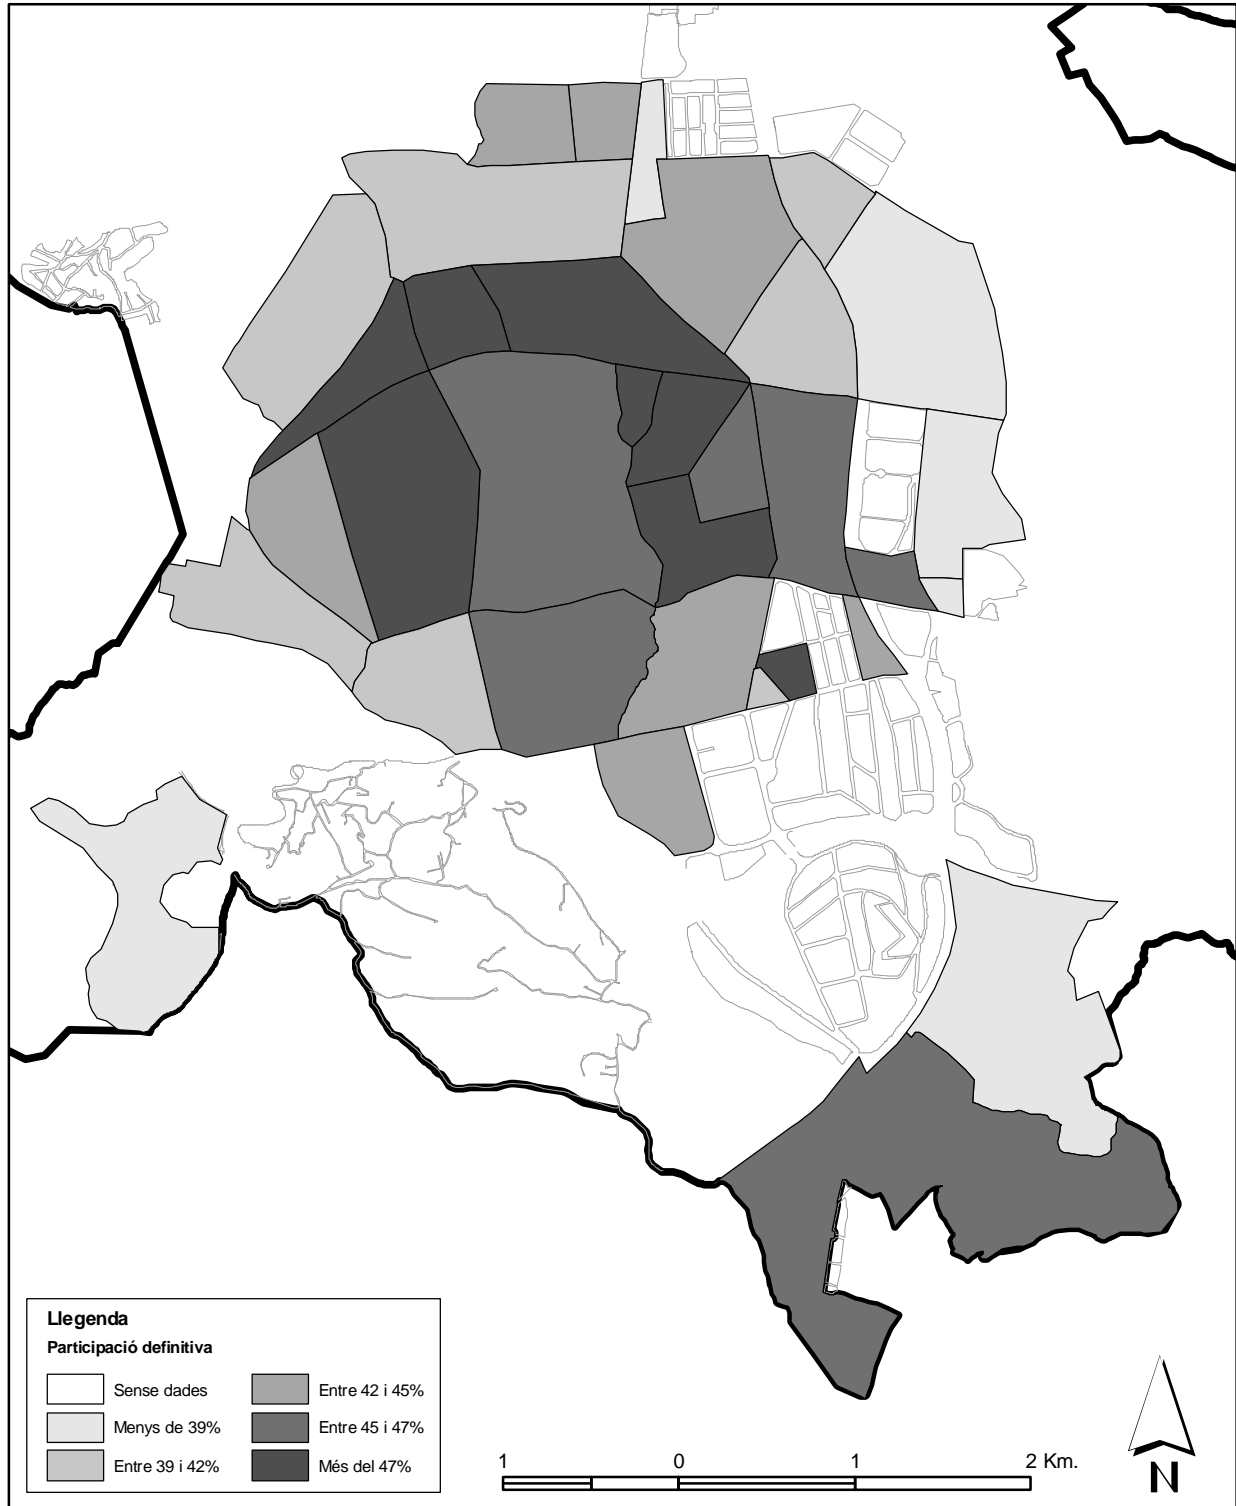 Llegenda
Participació definitiva
Sense dades
Menys de 39%
Entre 39 i 42%
Entre 42 i 45%
Entre 45 i 47%
Més del 47%
1 0 1 2 Km.
N